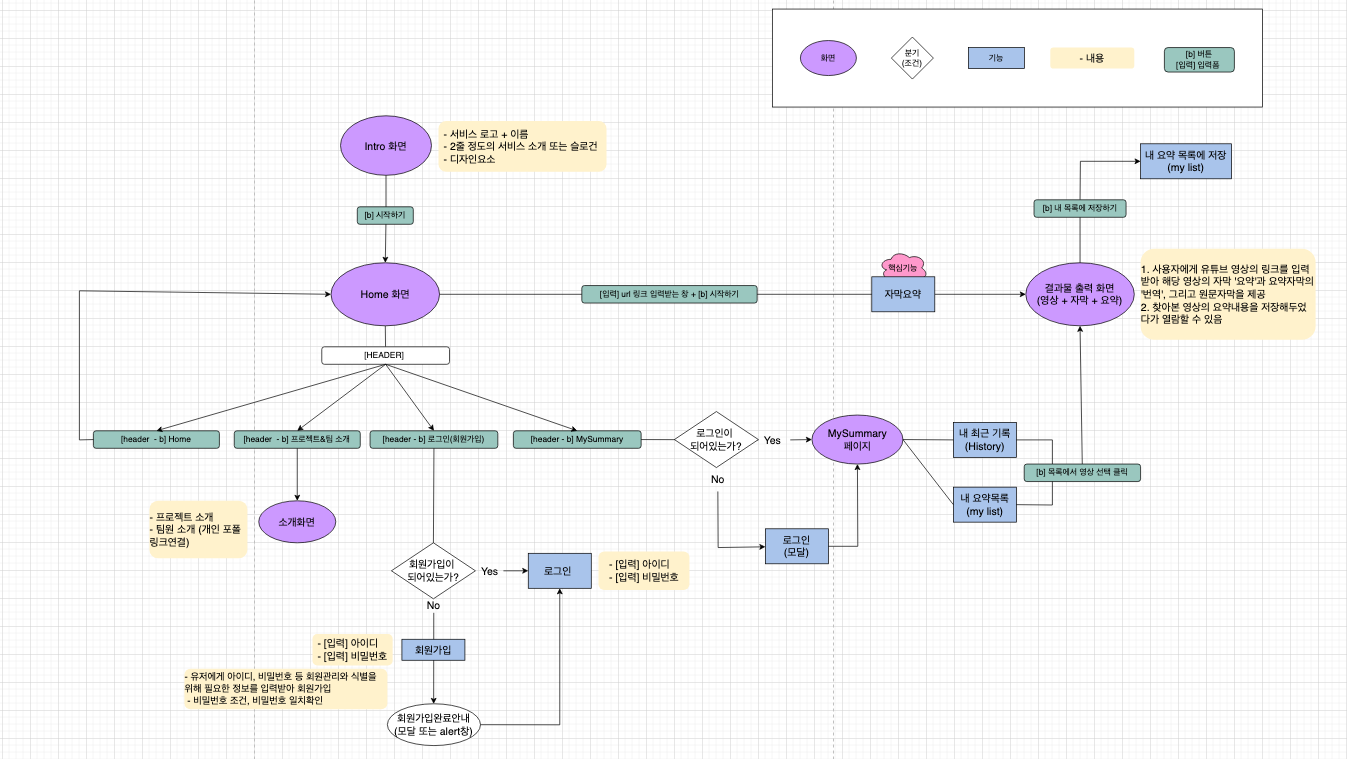 화면
분기
(조건)
기능
- 내용
[b] 버튼
[입력] 입력폼
Intro 화면
- 서비스 로고 + 이름
- 2줄 정도의 서비스 소개 또는 슬로건
- 디자인요소
[b] 시작하기
Home 화면
[입력] url 링크 입력받는 창 + [b] 시작하기
핵심기능
자막요약
결과물 출력 화면
(영상 + 자막 + 요약)
[b] 내 목록에 저장하기
내 요약 목록에 저장
(my list)
1. 사용자에게 유튜브 영상의 링크를 입력
받아 해당 영상의 자막 '요약'과 요약자막의
'번역', 그리고 원문자막을 제공
2. 찾아본 영상의 요약내용을 저장해두었
다가 열람할 수 있음
[HEADER]
[header - b] Home
[header - b] 프로젝트&팀 소개
[header - b] 로그인(회원가입)
[header - b] MySummary
로그인이
되어있는가?
Yes
No
MySummary
페이지
내 최근 기록
(History)
[b] 목록에서 영상 선택 클릭
내 요약목록
(my list)
로그인
(모달)
- 프로젝트 소개
- 팀원 소개 (개인 포폴
링크연결)
소개화면
회원가입이
되어있는가?
Yes
No
로그인
- [입력] 아이디
- [입력] 비밀번호
- [입력] 아이디
- [입력] 비밀번호
회원가입
- 유저에게 아이디, 비밀번호 등 회원관리와 식별을
위해 필요한 정보를 입력받아 회원가입
- 비밀번호 조건, 비밀번호 일치확인
회원가입완료안내
(모달 또는 alert창)